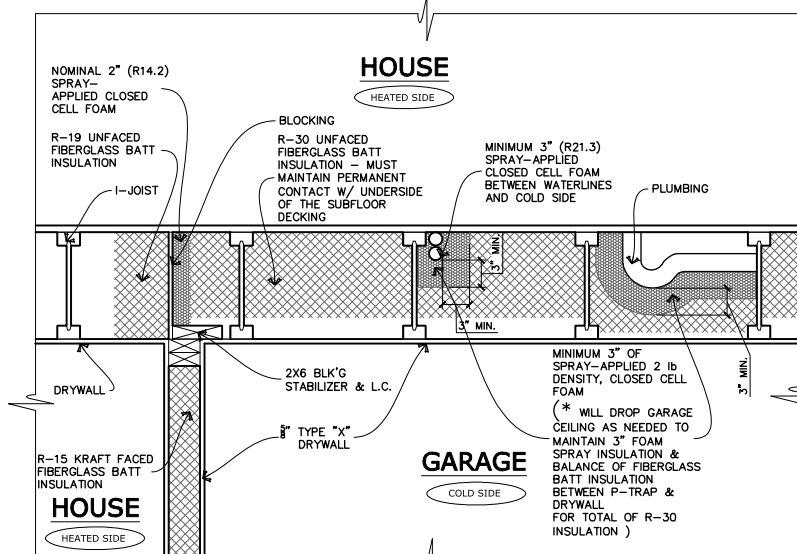 HOUSE
HEATED SIDE
NOMINAL 2" (R14.2)
SPRAY-
APPLIED CLOSED
CELL FOAM
R-19 UNFAACED
FIBERGLASS BATT
INSULATION
I-JOIST
BLOCKING
R-30 UNFACED
FIBERGLASS BATT
INSULATION - MUST
MAINTAIN PERMANENT
CONTACT W/ UNDERSIDE
OF THE SUBFLOOR
DECKING
MINIMUM 3" (R21.3)
SPRAY-APPLIED
CLOSED CELL FOAM
BETWEEN WATERLINES
AND COLD SIDE
PLUMBING
3" MIN.
3" MIN.
3" MIN.
DRYWALL
2X6 BLK'G
STABILIZER & L.C.
5/8" TYPE "X"
DRYWALL
R-15 KRAFT FACED
FIBERGLASS BATT
INSULATION
HOUSE
HEATED SIDE
GARAGE
COLD SIDE
MINIMUM 3" OF
SPRAY-APPLIED 2 lb
DENSITY, CLOSED CELL
FOAM
(* WILL DROP GARAGE
CEILING AS NEEDED TO
MAINTAIN 3" FOAM
SPRAY INSULATION &
BALANCE OF FIBERGLASS
BATT INSULATION
BETWEEN P-TRAP &
DRYWALL
FOR TOTAL OF R-30
INSULATION )